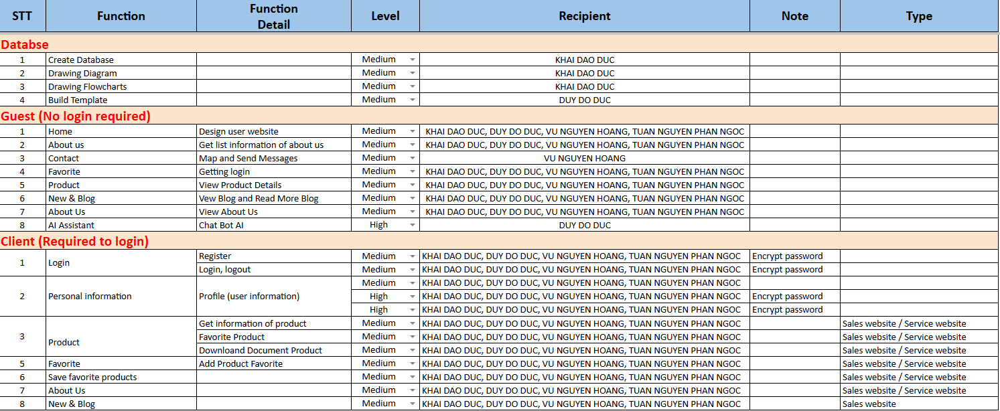 STT Function Function Detail Level Recipient Note Type
Databse
1 Create Database Medium KHAI DAO DUC
2 Drawing Diagram Medium KHAI DAO DUC
3 Drawing Flowcharts Medium KHAI DAO DUC
4 Build Template Medium DUY DO DUC
Guest (No login required)
1 Home Design user website Medium KHAI DAO DUC, DUY DO DUC, VU NGUYEN HOANG, TUAN NGUYEN PHAN NGOC
2 About us Get list information of about us Medium KHAI DAO DUC, DUY DO DUC, VU NGUYEN HOANG, TUAN NGUYEN PHAN NGOC
3 Contact Map and Send Messages Medium VU NGUYEN HOANG
4 Favorite Getting login Medium KHAI DAO DUC, DUY DO DUC, VU NGUYEN HOANG, TUAN NGUYEN PHAN NGOC
5 Product View Product Details Medium KHAI DAO DUC, DUY DO DUC, VU NGUYEN HOANG, TUAN NGUYEN PHAN NGOC
6 New & Blog Vew Blog and Read More Blog Medium KHAI DAO DUC, DUY DO DUC, VU NGUYEN HOANG, TUAN NGUYEN PHAN NGOC
7 About Us View About Us Medium KHAI DAO DUC, DUY DO DUC, VU NGUYEN HOANG, TUAN NGUYEN PHAN NGOC
8 AI Assistant Chat Bot AI High DUY DO DUC
Client (Required to login)
1 Login Register Medium KHAI DAO DUC, DUY DO DUC, VU NGUYEN HOANG, TUAN NGUYEN PHAN NGOC Encrypt password
Login, logout Medium KHAI DAO DUC, DUY DO DUC, VU NGUYEN HOANG, TUAN NGUYEN PHAN NGOC Encrypt password
2 Personal information Profile (user information) Medium KHAI DAO DUC, DUY DO DUC, VU NGUYEN HOANG, TUAN NGUYEN PHAN NGOC
High KHAI DAO DUC, DUY DO DUC, VU NGUYEN HOANG, TUAN NGUYEN PHAN NGOC Encrypt password
High KHAI DAO DUC, DUY DO DUC, VU NGUYEN HOANG, TUAN NGUYEN PHAN NGOC Encrypt password
3 Product Get information of product Medium KHAI DAO DUC, DUY DO DUC, VU NGUYEN HOANG, TUAN NGUYEN PHAN NGOC Sales website / Service website
Favorite Product Medium KHAI DAO DUC, DUY DO DUC, VU NGUYEN HOANG, TUAN NGUYEN PHAN NGOC Sales website / Service website
Downloand Document Product Medium KHAI DAO DUC, DUY DO DUC, VU NGUYEN HOANG, TUAN NGUYEN PHAN NGOC Sales website / Service website
5 Favorite Add Product Favorite Medium KHAI DAO DUC, DUY DO DUC, VU NGUYEN HOANG, TUAN NGUYEN PHAN NGOC Sales website / Service website
6 Save favorite products Medium KHAI DAO DUC, DUY DO DUC, VU NGUYEN HOANG, TUAN NGUYEN PHAN NGOC Sales website / Service website
7 About Us Medium KHAI DAO DUC, DUY DO DUC, VU NGUYEN HOANG, TUAN NGUYEN PHAN NGOC Sales website / Service website
8 New & Blog Medium KHAI DAO DUC, DUY DO DUC, VU NGUYEN HOANG, TUAN NGUYEN PHAN NGOC Sales website